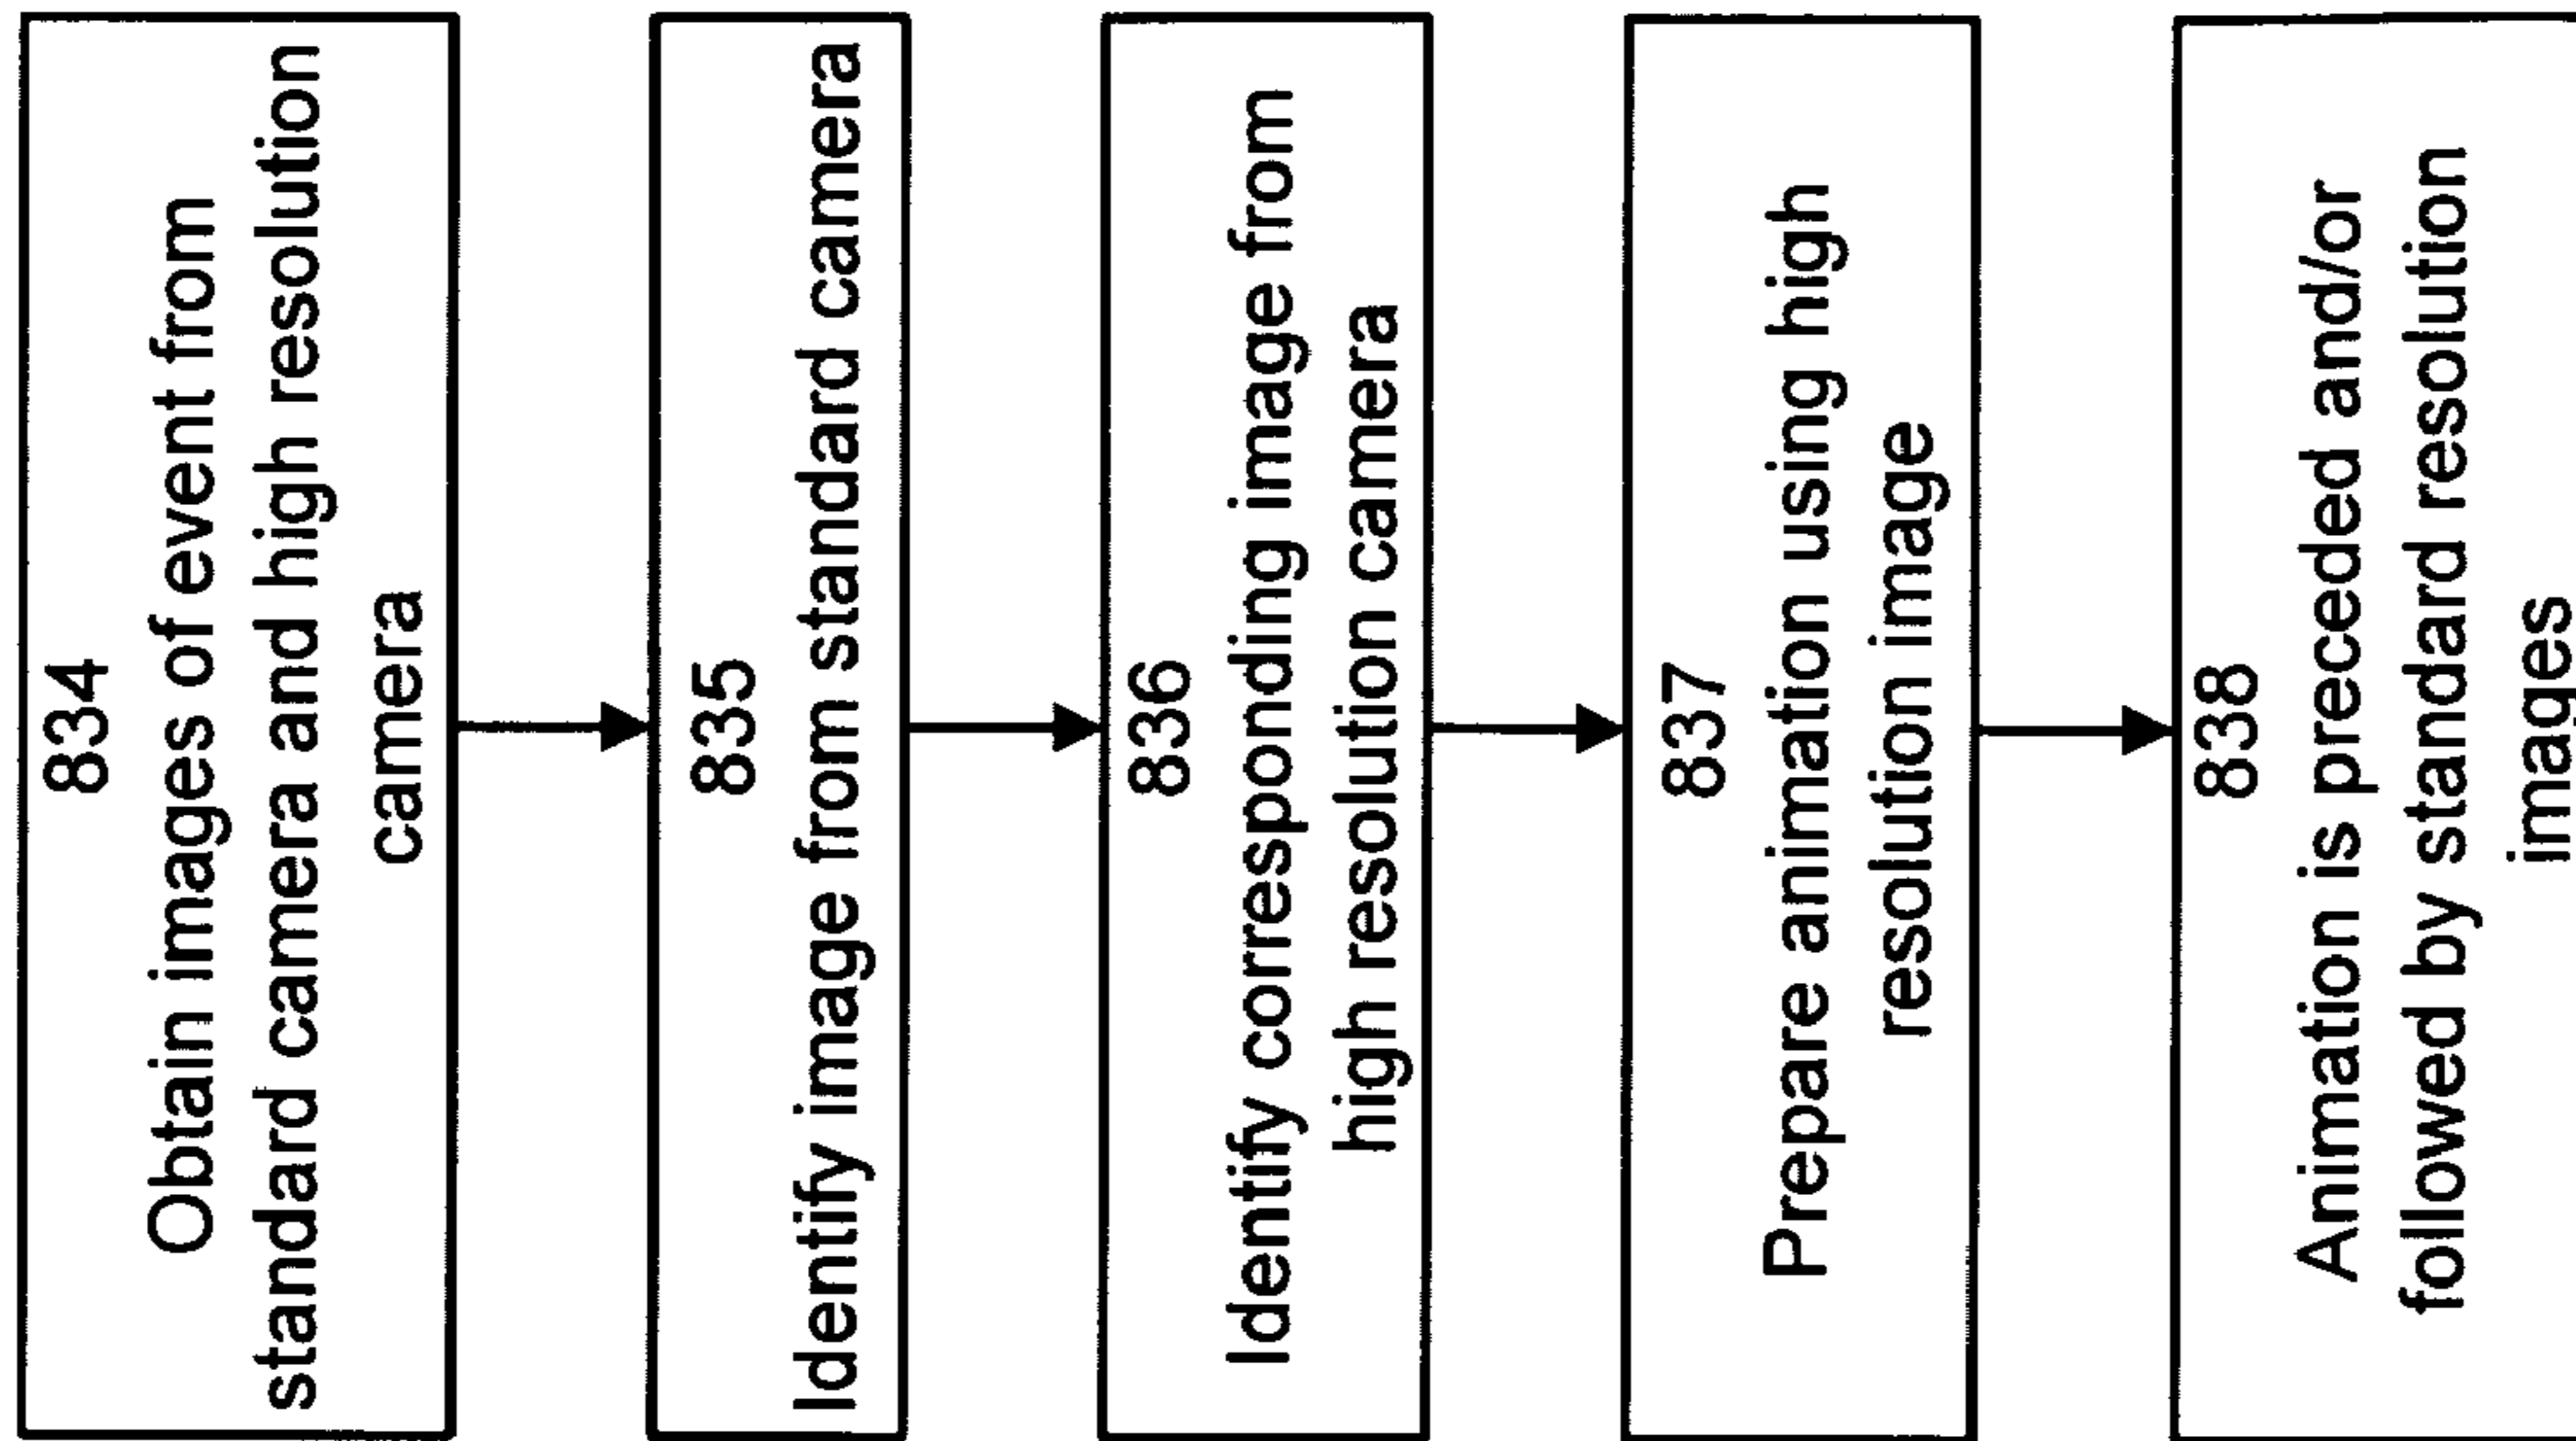 834
Obtain images of event from
standard camera and high resolution
camera
835
Identify image from standard camera
836
Identify corresponding image from
high resolution camera
837
Prepare animation using high
resolution image
838
Animation is preceded and/or
followed by standard resolution
images